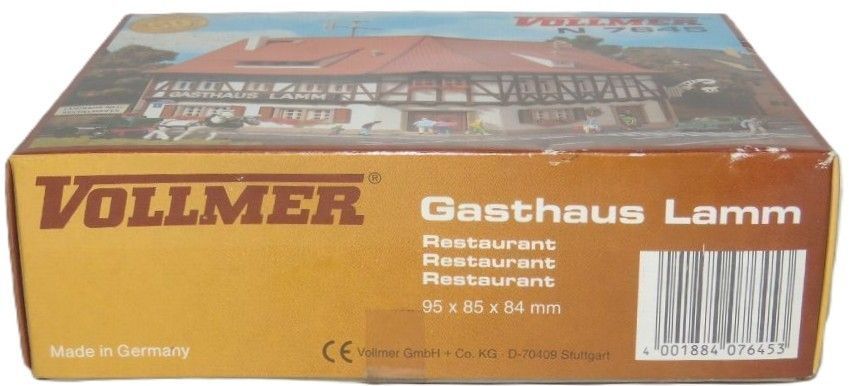 VOLLMER
N 7645
GASTHAUS LAMM
VOLLMER®
Gasthaus Lamm
Restaurant
Restaurant
Restaurant
95 x 85 x 84 mm
Made in Germany
CE Vollmer GmbH + Co. KG · D-70409 Stuttgart
4 001884 076453